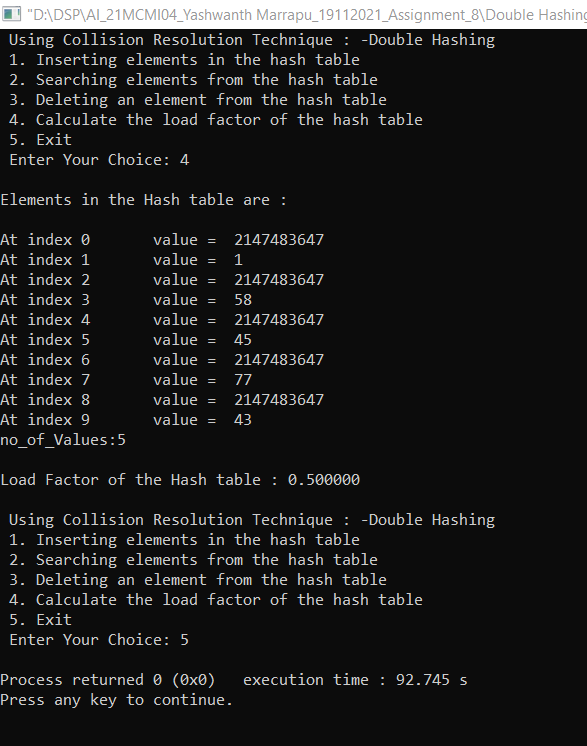 "D:\DSP\AI_21MCMI04_Yashwanth Marrapu_19112021_Assignment_8\Double Hashing
Using Collision Resolution Technique : -Double Hashing
1. Inserting elements in the hash table
2. Searching elements from the hash table
3. Deleting an element from the hash table
4. Calculate the load factor of the hash table
5. Exit
Enter Your Choice: 4
Elements in the Hash table are :
At index 0 value = 2147483647
At index 1 value = 1
At index 2 value = 2147483647
At index 3 value = 58
At index 4 value = 2147483647
At index 5 value = 45
At index 6 value = 2147483647
At index 7 value = 77
At index 8 value = 2147483647
At index 9 value = 43
no_of_Values:5
Load Factor of the Hash table : 0.500000
Using Collision Resolution Technique : -Double Hashing
1. Inserting elements in the hash table
2. Searching elements from the hash table
3. Deleting an element from the hash table
4. Calculate the load factor of the hash table
5. Exit
Enter Your Choice: 5
Process returned 0 (0x0) execution time : 92.745 s
Press any key to continue.